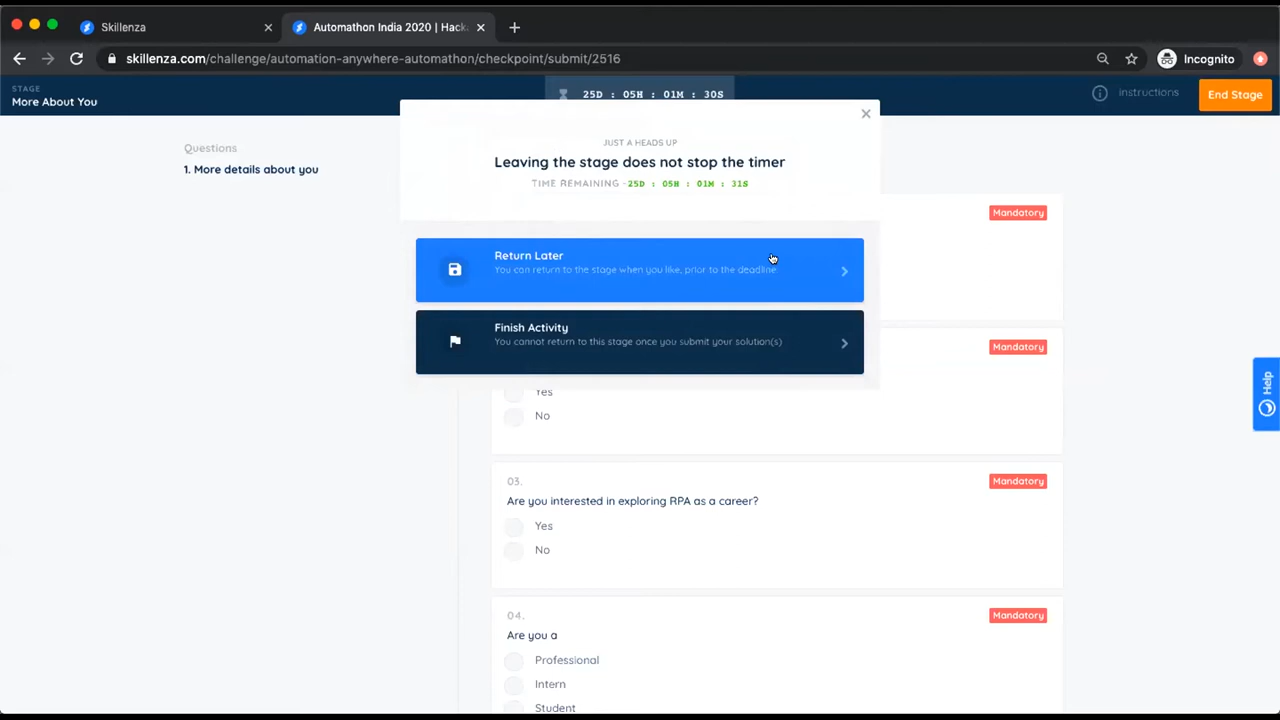 Skillenza
Automathon India 2020 | Hack
skillenza.com/challenge/automation-anywhere-automathon/checkpoint/submit/2516
Incognito
STAGE
More About You
25D : 05H : 01M : 30S
instructions
End Stage
JUST A HEADS UP
Leaving the stage does not stop the timer
TIME REMAINING - 25D : 05H : 01M : 31S
Questions
1. More details about you
Mandatory
Return Later
You can return to the stage when you like, prior to the deadline.
Finish Activity
You cannot return to this stage once you submit your solution(s)
Mandatory
Help
Yes
No
03.
Mandatory
Are you interested in exploring RPA as a career?
Yes
No
04.
Mandatory
Are you a
Professional
Intern
Student